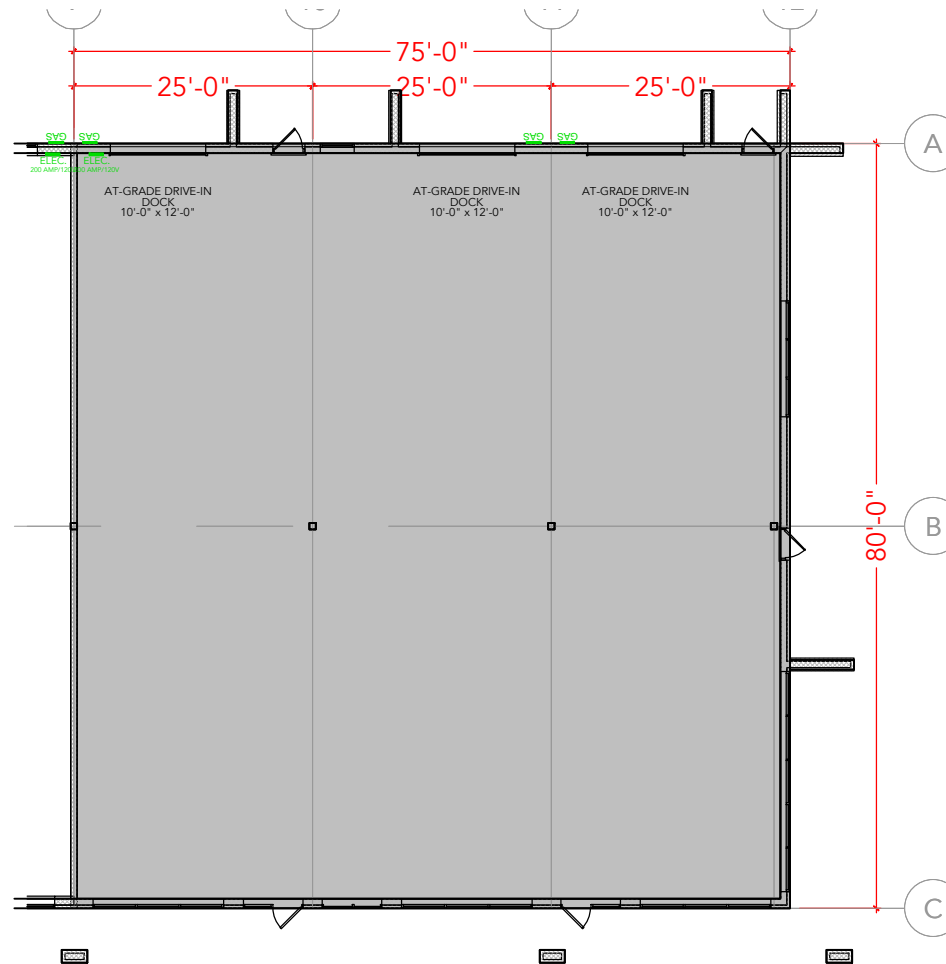 75'-0"
25'-0"
25'-0"
25'-0"
GAS
GAS
GAS
GAS
A
ELEC.
ELEC.
AT-GRADE DRIVE-IN
DOCK
10'-0" x 12'-0"
AT-GRADE DRIVE-IN
DOCK
10'-0" x 12'-0"
AT-GRADE DRIVE-IN
DOCK
10'-0" x 12'-0"
80'-0"
B
C